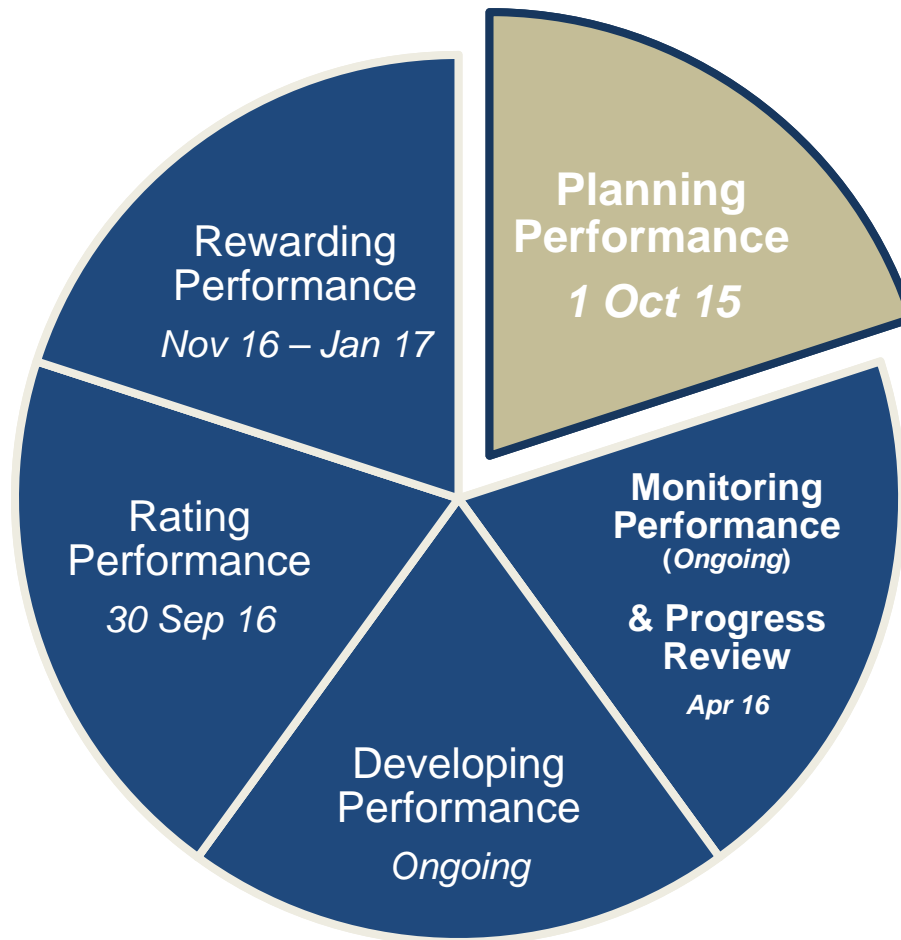 Planning
Performance
1 Oct 15
Monitoring
Performance
(Ongoing)
& Progress
Review
Apr 16
Developing
Performance
Ongoing
Rating
Performance
30 Sep 16
Rewarding
Performance
Nov 16 – Jan 17